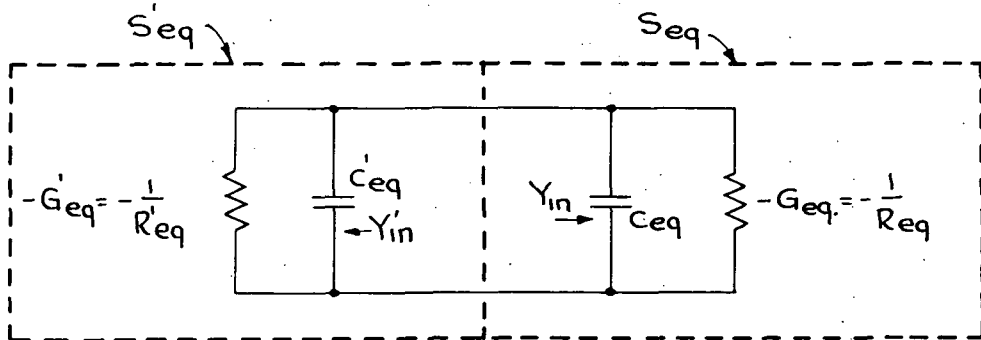 S'eq
Seq
-G'eq = - 1/R'eq
C'eq
Y'in
Yin
Ceq
-Geq. = - 1/Req